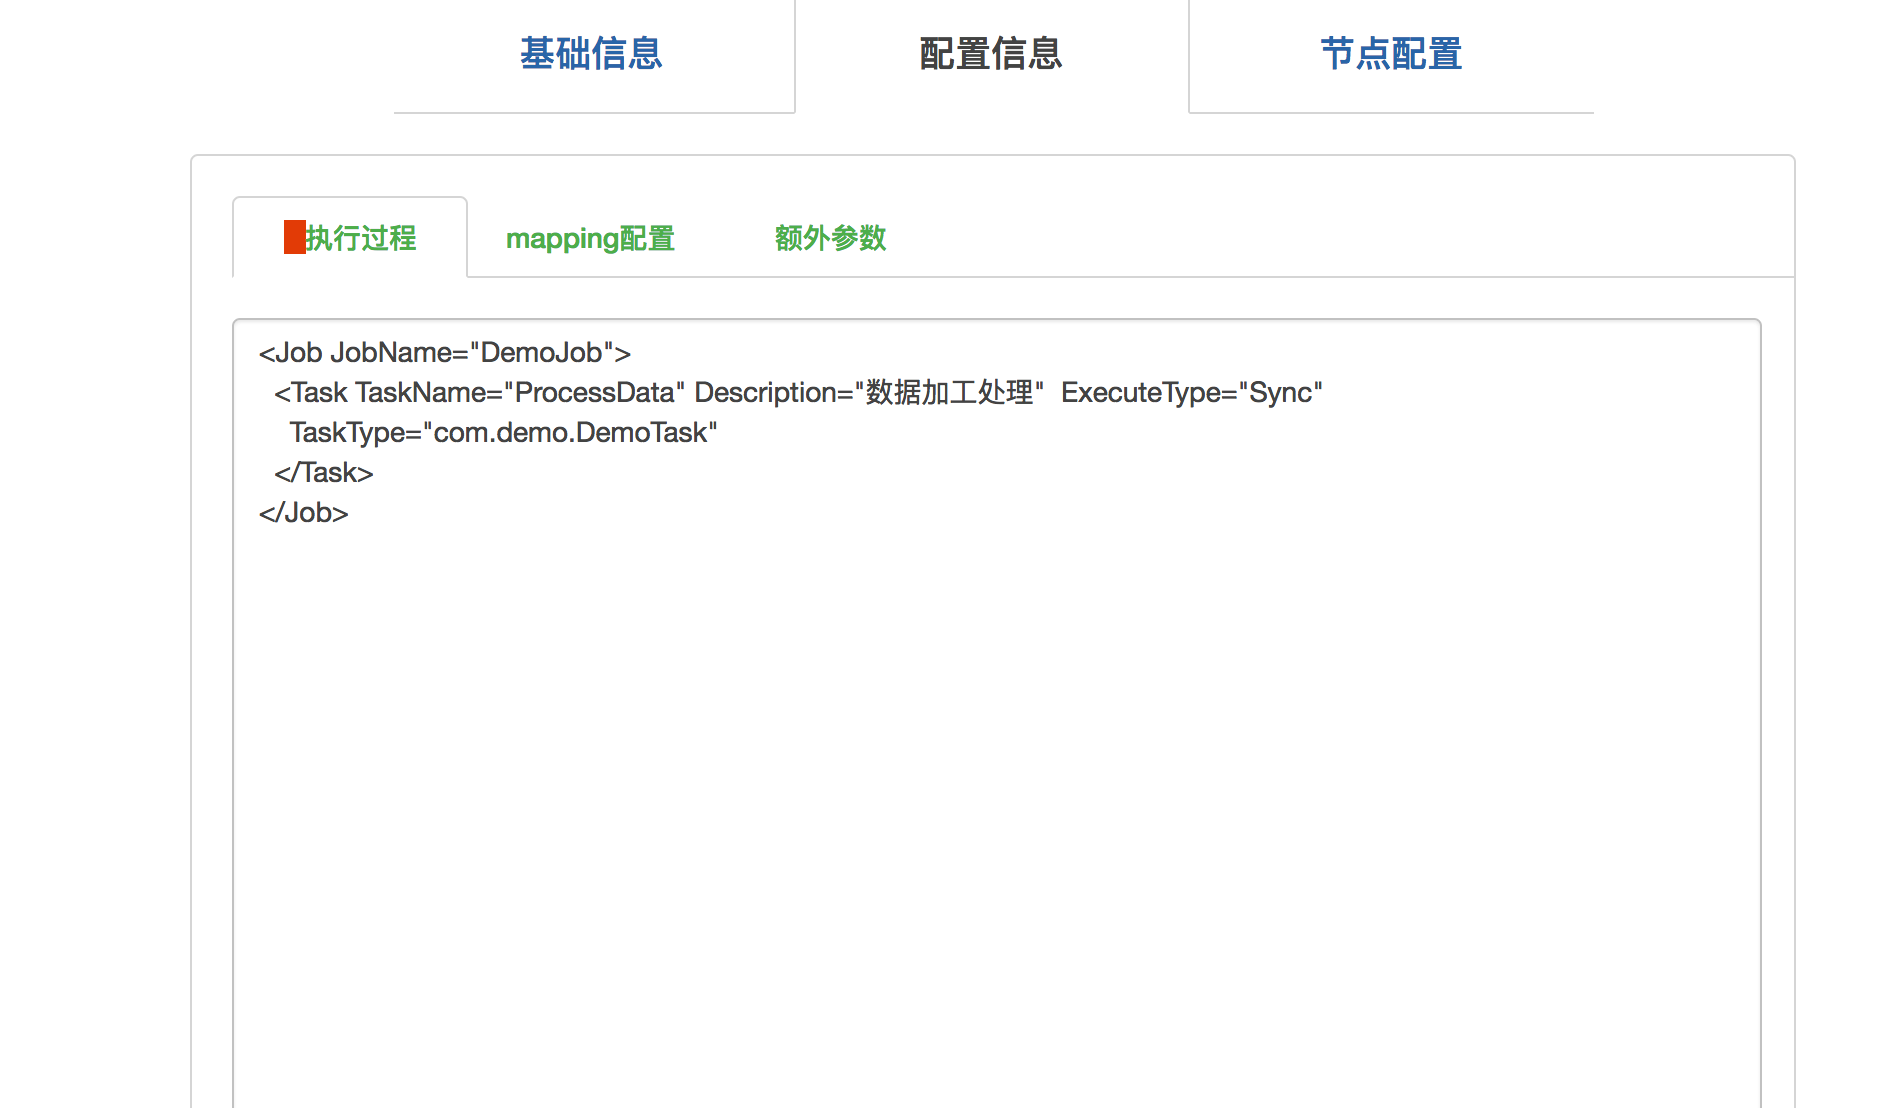 基础信息 配置信息 节点配置
执行过程 mapping配置 额外参数
<Job JobName="DemoJob">
<Task TaskName="ProcessData" Description="数据加工处理" ExecuteType="Sync"
TaskType="com.demo.DemoTask"
</Task>
</Job>